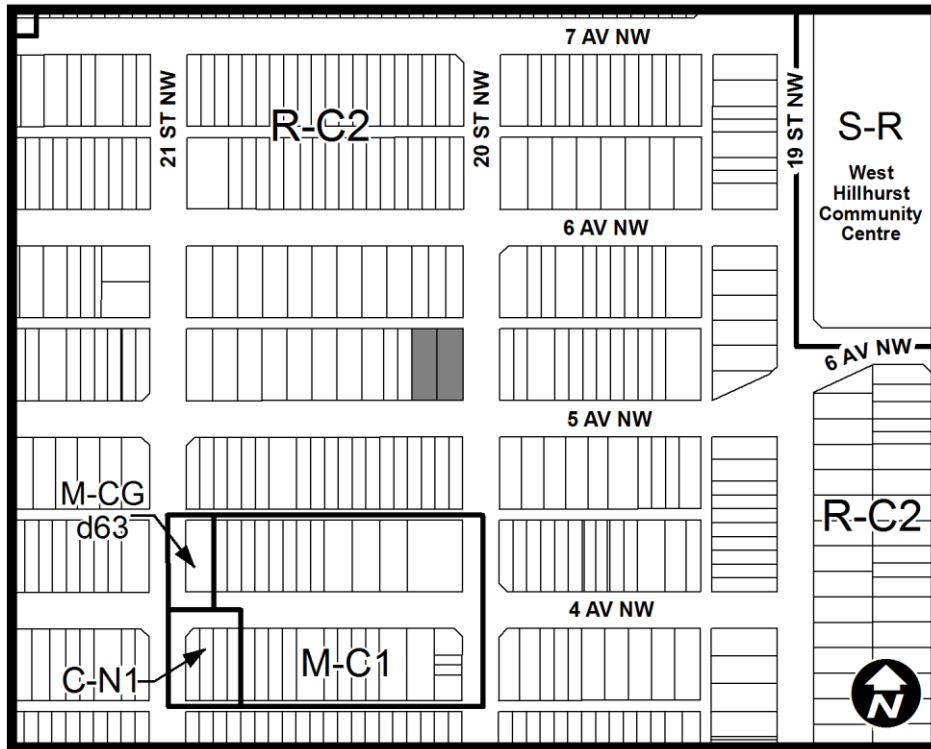 7 AV NW
21 ST NW
R-C2
20 ST NW
19 ST NW
S-R
West
Hillhurst
Community
Centre
6 AV NW
6 AV NW
5 AV NW
M-CG
d63
R-C2
4 AV NW
C-N1
M-C1
N